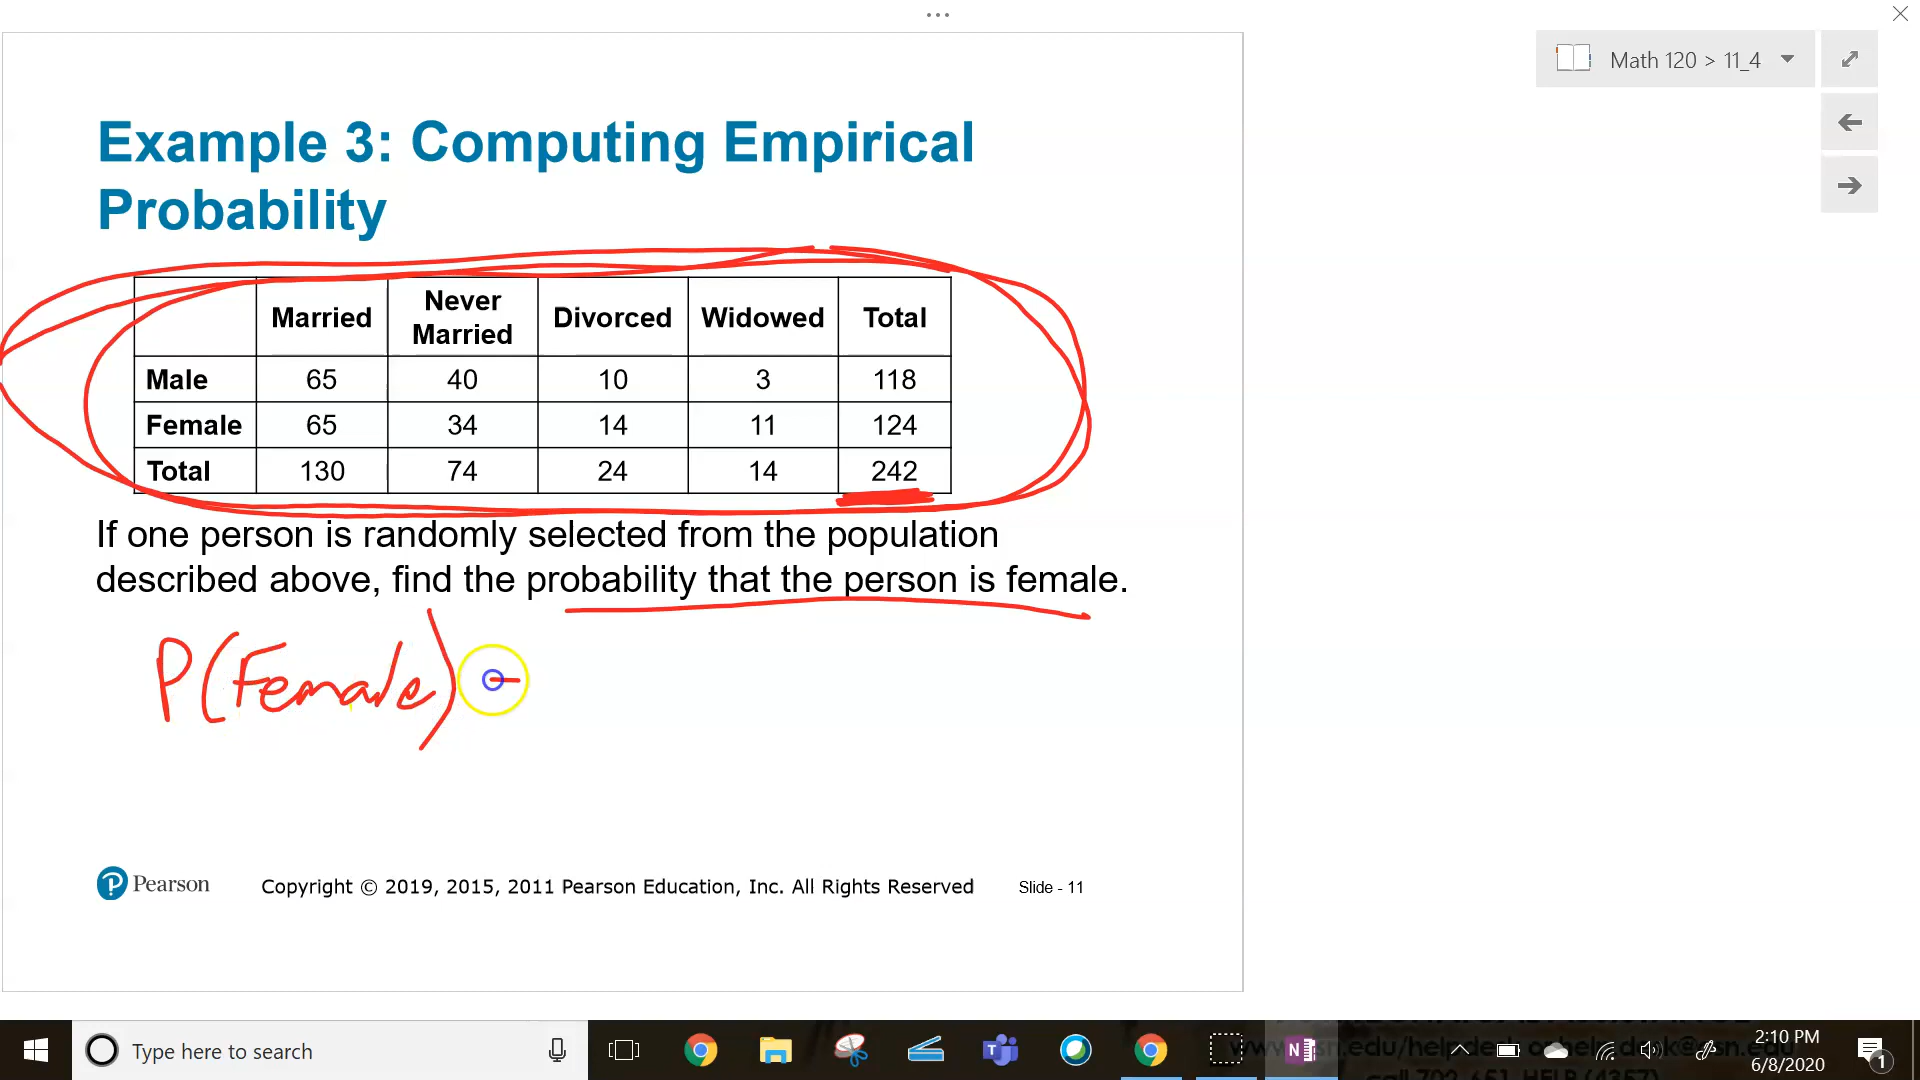 Math 120 > 11_4
Example 3: Computing Empirical
Probability
Married Never Married Divorced Widowed Total
Male 65 40 10 3 118
Female 65 34 14 11 124
Total 130 74 24 14 242
If one person is randomly selected from the population
described above, find the probability that the person is female.
P(Female)
Pearson
Copyright © 2019, 2015, 2011 Pearson Education, Inc. All Rights Reserved
Slide - 11
Type here to search
2:10 PM
6/8/2020
1